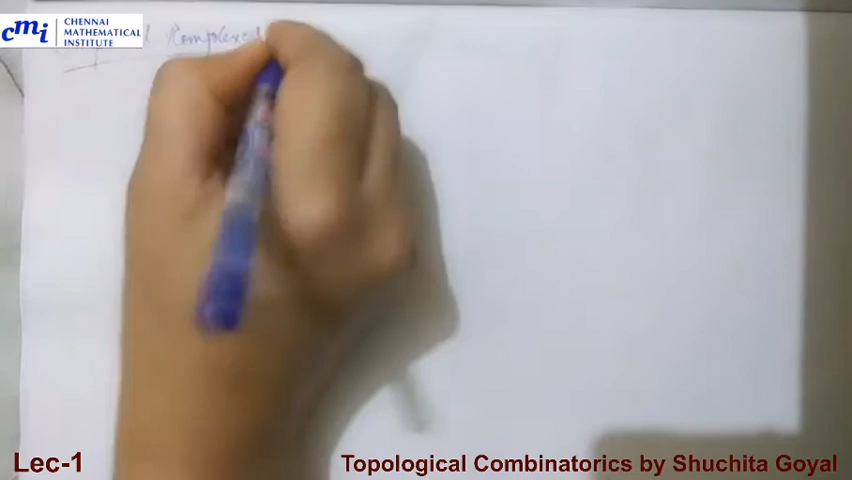 cmi CHENNAI
MATHEMATICAL
INSTITUTE
Complexes
Lec-1 Topological Combinatorics by Shuchita Goyal